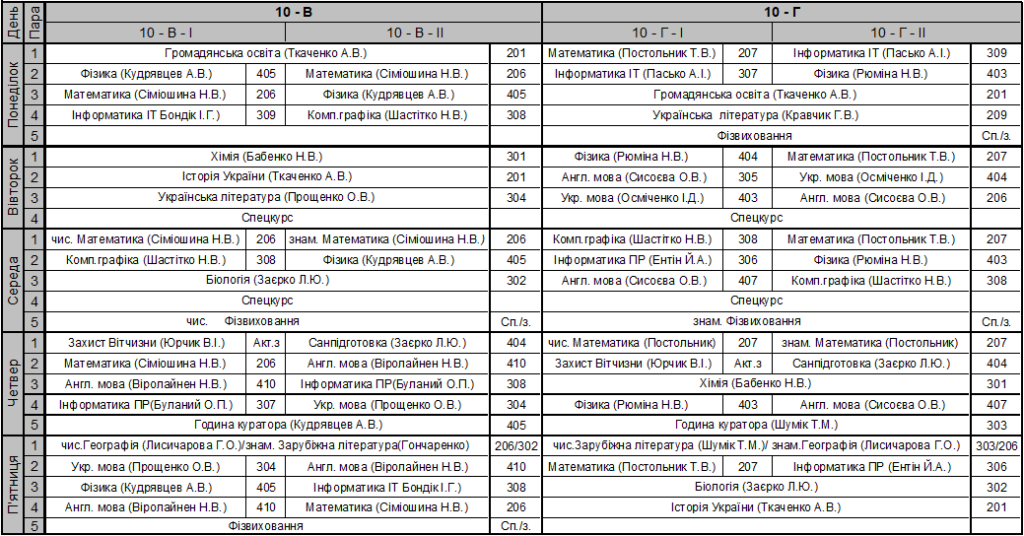 День Пара 10 - В 10 - Г
10 - В - І 10 - В - ІІ 10 - Г - І 10 - Г - ІІ
Понеділок
1 Громадянська освіта (Ткаченко А.В.) 201 Математика (Постольник Т.В.) 207 Інформатика ІТ (Пасько А.І.) 309
2 Фізика (Кудрявцев А.В.) 405 Математика (Сіміошина Н.В.) 206 Інформатика ІТ (Пасько А.І.) 307 Фізика (Рюміна Н.В.) 403
3 Математика (Сіміошина Н.В.) 206 Фізика (Кудрявцев А.В.) 405 Громадянська освіта (Ткаченко А.В.) 201
4 Інформатика ІТ Бондік І.Г.) 309 Комп.графіка (Шастітко Н.В.) 308 Українська література (Кравчик Г.В.) 209
5 Фізвиховання Сп./з.
Вівторок
1 Хімія (Бабенко Н.В.) 301 Фізика (Рюміна Н.В.) 404 Математика (Постольник Т.В.) 207
2 Історія України (Ткаченко А.В.) 201 Англ. мова (Сисоєва О.В.) 305 Укр. мова (Осміченко І.Д.) 404
3 Українська література (Прощенко О.В.) 304 Укр. мова (Осміченко І.Д.) 403 Англ. мова (Сисоєва О.В.) 206
4 Спецкурс Спецкурс
Середа
1 чис. Математика (Сіміошина Н.В.) 206 знам. Математика (Сіміошина Н.В.) 206 Комп.графіка (Шастітко Н.В.) 308 Математика (Постольник Т.В.) 207
2 Комп.графіка (Шастітко Н.В.) 308 Фізика (Кудрявцев А.В.) 405 Інформатика ПР (Ентін Й.А.) 306 Фізика (Рюміна Н.В.) 403
3 Біологія (Заєрко Л.Ю.) 302 Англ. мова (Сисоєва О.В.) 407 Комп.графіка (Шастітко Н.В.) 308
4 Спецкурс Спецкурс
5 чис. Фізвиховання Сп./з. знам. Фізвиховання Сп./з.
Четвер
1 Захист Вітчизни (Юрчик В.І.) Акт.з Санпідготовка (Заєрко Л.Ю.) 404 чис. Математика (Постольник) 207 знам. Математика (Постольник) 207
2 Математика (Сіміошина Н.В.) 206 Англ. мова (Віролайнен Н.В.) 410 Захист Вітчизни (Юрчик В.І.) Акт.з Санпідготовка (Заєрко Л.Ю.) 404
3 Англ. мова (Віролайнен Н.В.) 410 Інформатика ПР(Буланий О.П.) 308 Хімія (Бабенко Н.В.) 301
4 Інформатика ПР(Буланий О.П.) 307 Укр. мова (Прощенко О.В.) 304 Фізика (Рюміна Н.В.) 403 Англ. мова (Сисоєва О.В.) 407
5 Година куратора (Кудрявцев А.В.) 405 Година куратора (Шумік Т.М.) 303
П'ятниця
1 чис.Географія (Лисичарова Г.О.)/знам. Зарубіжна література(Гончаренко) 206/302 чис.Зарубіжна література (Шумік Т.М.)/ знам.Географія (Лисичарова Г.О.) 303/206
2 Укр. мова (Прощенко О.В.) 304 Англ. мова (Віролайнен Н.В.) 410 Математика (Постольник Т.В.) 207 Інформатика ПР (Ентін Й.А.) 306
3 Фізика (Кудрявцев А.В.) 405 Інформатика ІТ Бондік І.Г.) 308 Біологія (Заєрко Л.Ю.) 302
4 Англ. мова (Віролайнен Н.В.) 410 Математика (Сіміошина Н.В.) 206 Історія України (Ткаченко А.В.) 201
5 Фізвиховання Сп./з.